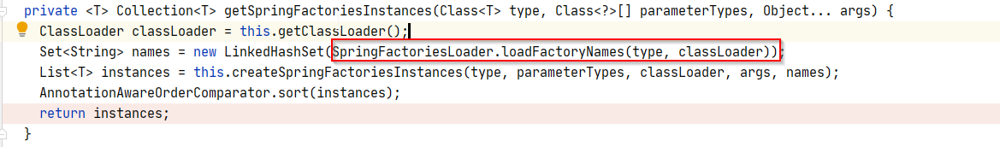 private <T> Collection<T> getSpringFactoriesInstances(Class<T> type, Class<?>[] parameterTypes, Object... args) {
ClassLoader classLoader = this.getClassLoader();
Set<String> names = new LinkedHashSet(SpringFactoriesLoader.loadFactoryNames(type, classLoader));
List<T> instances = this.createSpringFactoriesInstances(type, parameterTypes, classLoader, args, names);
AnnotationAwareOrderComparator.sort(instances);
return instances;
}